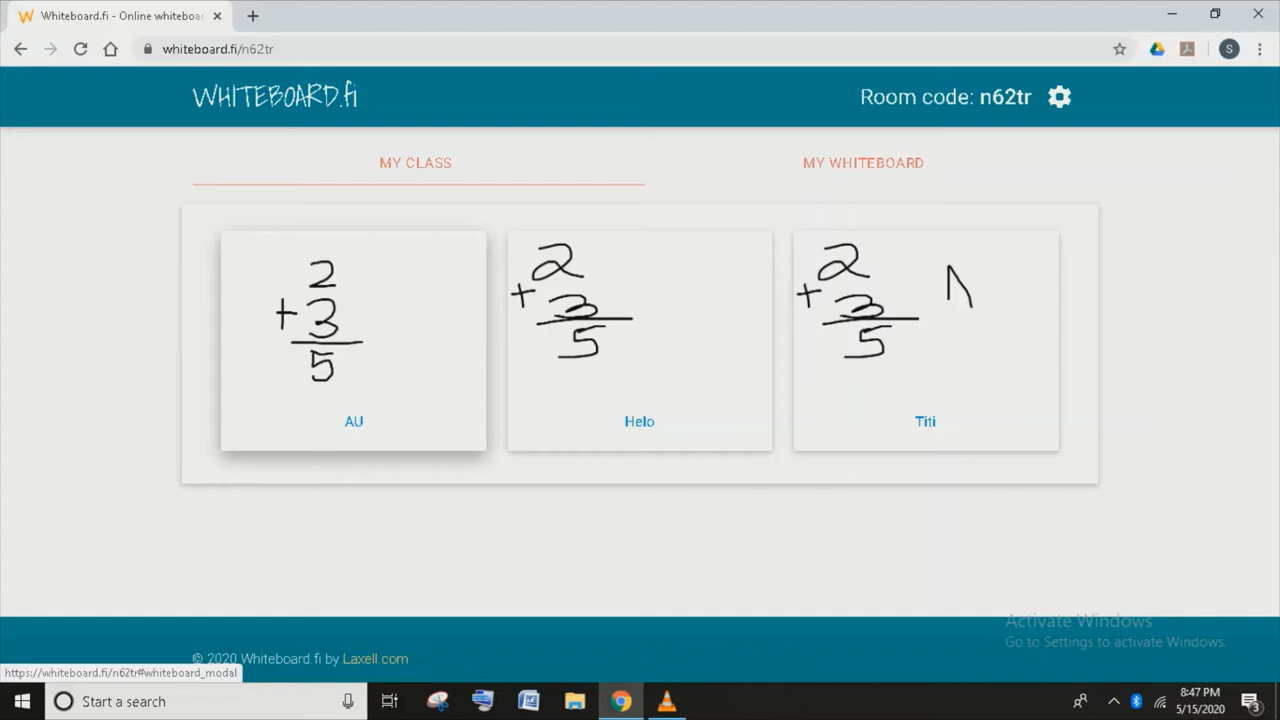 Whiteboard.fi - Online whiteboa
whiteboard.fi/n62tr
S
WHITEBOARD.fi
Room code: n62tr
MY CLASS
MY WHITEBOARD
2
+ 3
5
AU
2
+ 3
5
Helo
2
+ 3
5
Titi
Activate Windows
Go to Settings to activate Windows.
© 2020 Whiteboard.fi by Laxell.com
https://whiteboard.fi/n62tr#whiteboard_modal
Start a search
8:47 PM
5/15/2020
3